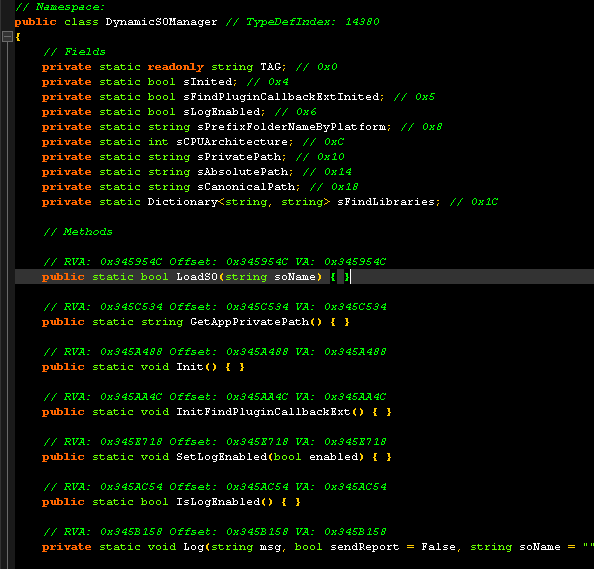 // Namespace:
public class DynamicSOManager // TypeDefIndex: 14380
{
// Fields
private static readonly string TAG; // 0x0
private static bool sInited; // 0x4
private static bool sFindPluginCallbackExtInited; // 0x5
private static bool sLogEnabled; // 0x6
private static string sPrefixFolderNameByPlatform; // 0x8
private static int sCPUArchitecture; // 0xC
private static string sPrivatePath; // 0x10
private static string sAbsolutePath; // 0x14
private static string sCanonicalPath; // 0x18
private static Dictionary<string, string> sFindLibraries; // 0x1C
// Methods
// RVA: 0x345954C Offset: 0x345954C VA: 0x345954C
public static bool LoadSO(string soName) { }
// RVA: 0x345C534 Offset: 0x345C534 VA: 0x345C534
public static string GetAppPrivatePath() { }
// RVA: 0x345A488 Offset: 0x345A488 VA: 0x345A488
public static void Init() { }
// RVA: 0x345AA4C Offset: 0x345AA4C VA: 0x345AA4C
public static void InitFindPluginCallbackExt() { }
// RVA: 0x345E718 Offset: 0x345E718 VA: 0x345E718
public static void SetLogEnabled(bool enabled) { }
// RVA: 0x345AC54 Offset: 0x345AC54 VA: 0x345AC54
public static bool IsLogEnabled() { }
// RVA: 0x345B158 Offset: 0x345B158 VA: 0x345B158
private static void Log(string msg, bool sendReport = False, string soName = ""